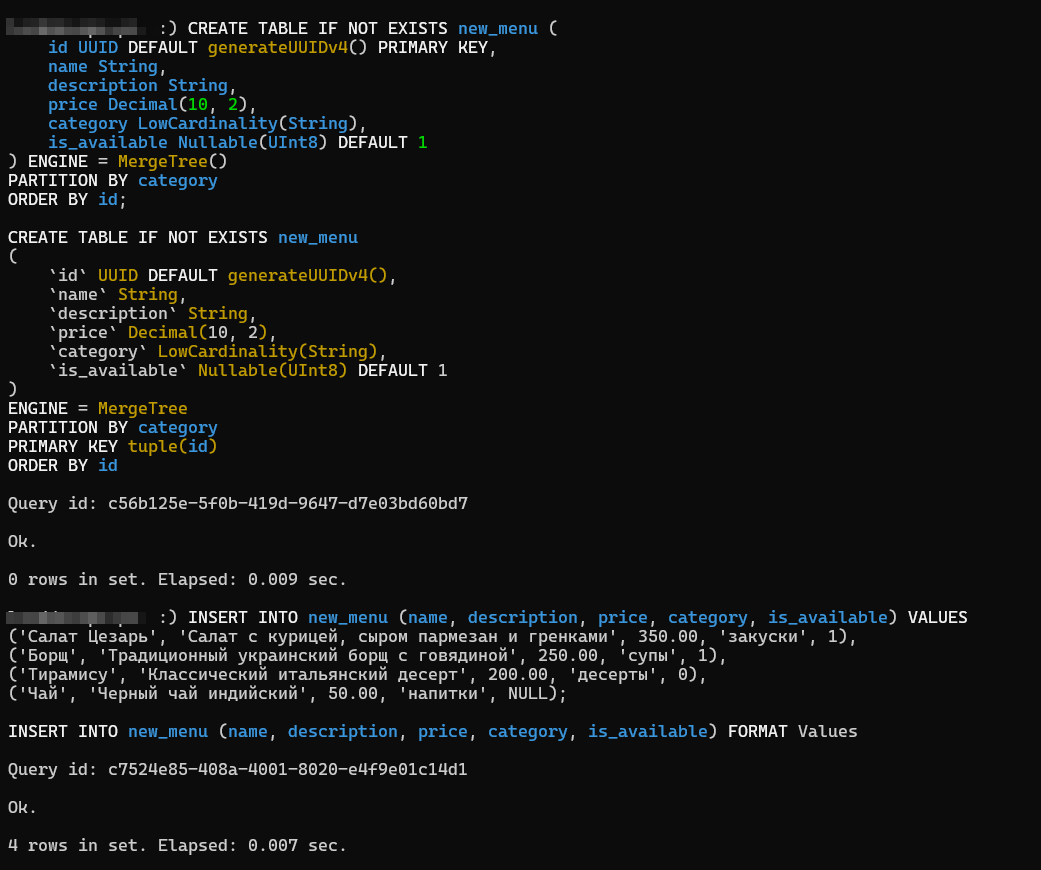 :) CREATE TABLE IF NOT EXISTS new_menu (
    id UUID DEFAULT generateUUIDv4() PRIMARY KEY,
    name String,
    description String,
    price Decimal(10, 2),
    category LowCardinality(String),
    is_available Nullable(UInt8) DEFAULT 1
) ENGINE = MergeTree()
PARTITION BY category
ORDER BY id;

CREATE TABLE IF NOT EXISTS new_menu
(
    `id` UUID DEFAULT generateUUIDv4(),
    `name` String,
    `description` String,
    `price` Decimal(10, 2),
    `category` LowCardinality(String),
    `is_available` Nullable(UInt8) DEFAULT 1
)
ENGINE = MergeTree
PARTITION BY category
PRIMARY KEY tuple(id)
ORDER BY id

Query id: c56b125e-5f0b-419d-9647-d7e03bd60bd7

Ok.

0 rows in set. Elapsed: 0.009 sec.

:) INSERT INTO new_menu (name, description, price, category, is_available) VALUES
('Салат Цезарь', 'Салат с курицей, сыром пармезан и гренками', 350.00, 'закуски', 1),
('Борщ', 'Традиционный украинский борщ с говядиной', 250.00, 'супы', 1),
('Тирамису', 'Классический итальянский десерт', 200.00, 'десерты', 0),
('Чай', 'Черный чай индийский', 50.00, 'напитки', NULL);

INSERT INTO new_menu (name, description, price, category, is_available) FORMAT Values

Query id: c7524e85-408a-4001-8020-e4f9e01c14d1

Ok.

4 rows in set. Elapsed: 0.007 sec.